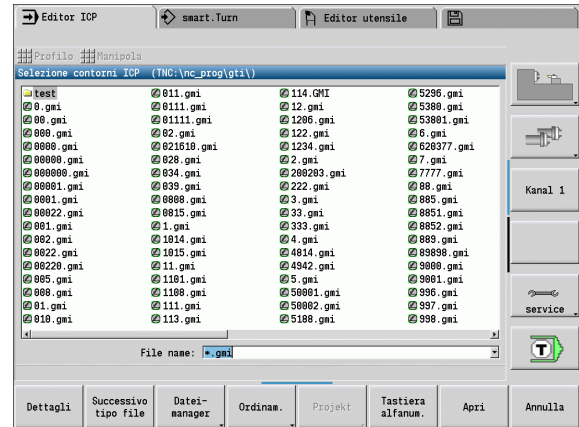 Editor ICP
smart.Turn
Editor utensile
Profilo Manipola
Selezione contorni ICP (TNC:\nc_prog\gti\)
test 011.gmi 114.GMI 5296.gmi
0.gmi 0111.gmi 12.gmi 5380.gmi
00.gmi 01111.gmi 1206.gmi 53801.gmi
000.gmi 02.gmi 122.gmi 6.gmi
0000.gmi 021610.gmi 1234.gmi 620377.gmi
00000.gmi 028.gmi 2.gmi 7.gmi
000000.gmi 034.gmi 200203.gmi 7777.gmi
00001.gmi 039.gmi 222.gmi 88.gmi
0001.gmi 0808.gmi 3.gmi 885.gmi
00022.gmi 0815.gmi 33.gmi 8851.gmi
001.gmi 1.gmi 333.gmi 8852.gmi
002.gmi 1014.gmi 4.gmi 889.gmi
0022.gmi 1015.gmi 4814.gmi 89898.gmi
00220.gmi 11.gmi 4942.gmi 9000.gmi
005.gmi 1101.gmi 5.gmi 9001.gmi
008.gmi 1108.gmi 50001.gmi 996.gmi
01.gmi 111.gmi 50002.gmi 997.gmi
010.gmi 113.gmi 5108.gmi 998.gmi
File name: *.gmi
Kanal 1
service
T
Dettagli
Successivo
tipo file
Datei-
manager
Ordinam.
Projekt
Tastiera
alfanum.
Apri
Annulla